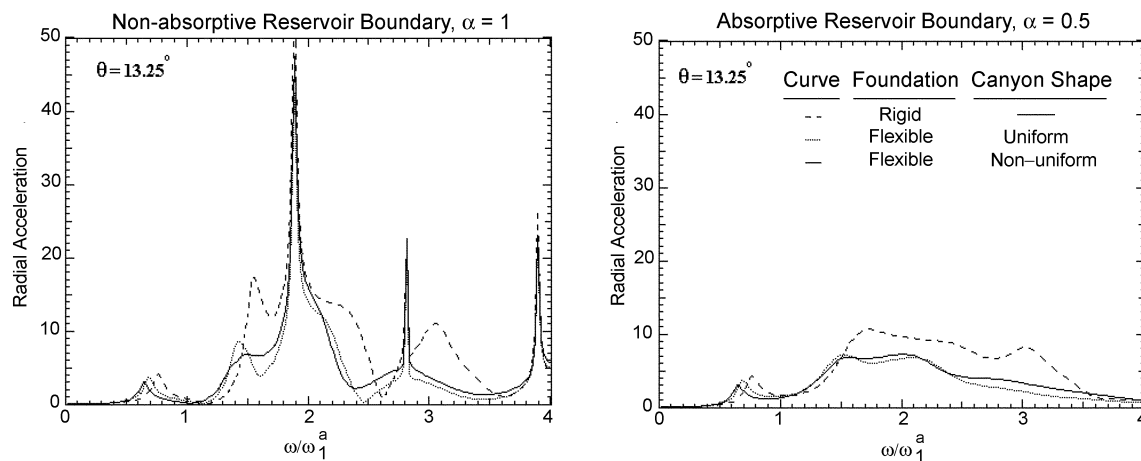 Non-absorptive Reservoir Boundary, α = 1
50
40
30
20
10
0
Radial Acceleration
θ = 13.25°
0 1 2 3 4
ω/ω₁ᵃ
Absorptive Reservoir Boundary, α = 0.5
50
40
30
20
10
0
Radial Acceleration
θ = 13.25°
Curve Foundation Canyon Shape
Rigid
Flexible Uniform
Flexible Non–uniform
0 1 2 3 4
ω/ω₁ᵃ